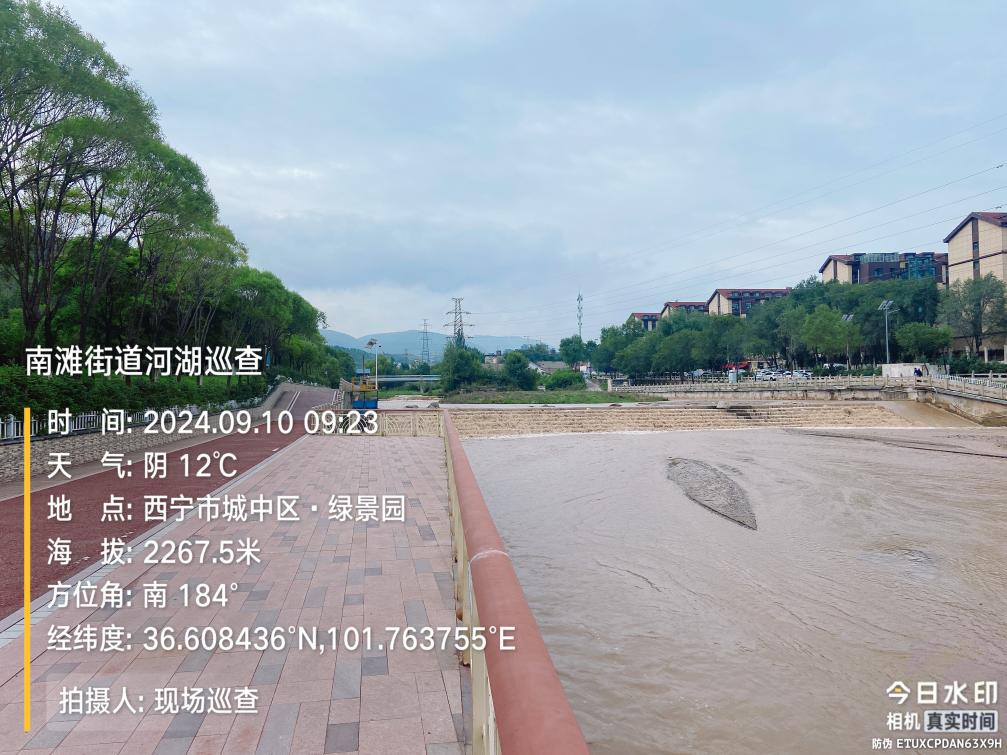 南滩街道河湖巡查
时 间: 2024.09.10 09:23
天 气: 阴 12℃
地 点: 西宁市城中区·绿景园
海 拔: 2267.5米
方位角: 南 184°
经纬度: 36.608436°N,101.763755°E
拍摄人: 现场巡查
今日水印
相机 真实时间
防伪 ETUXCPDAN63X9H